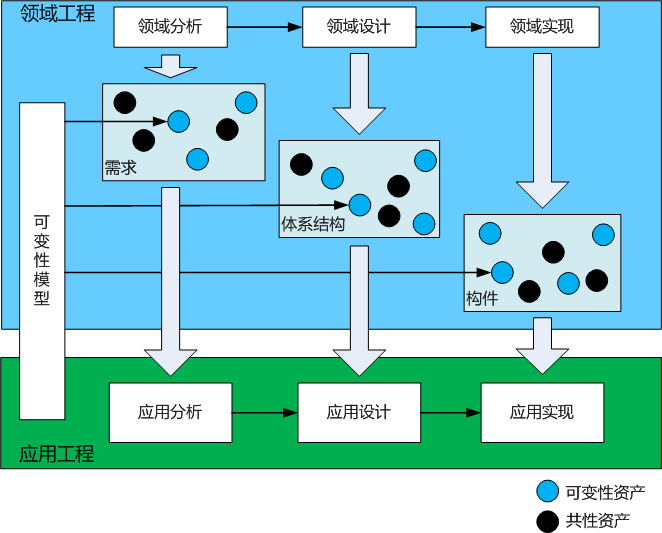 领域工程
领域分析
领域设计
领域实现
需求
体系结构
构件
可变性模型
应用分析
应用设计
应用实现
应用工程
可变性资产
共性资产